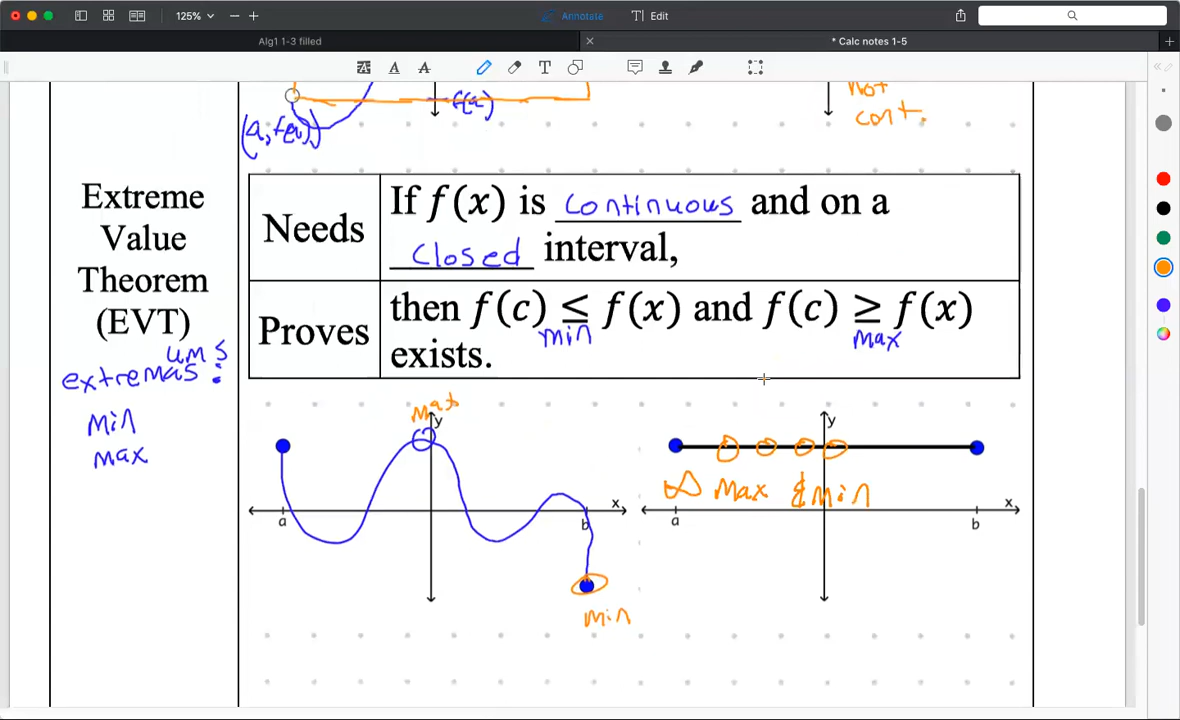 125%
Annotate
T Edit
Alg1 1-3 filled
* Calc notes 1-5
A A A T
f(a)
(a, f(a))
not
cont.
Extreme
Value
Theorem
(EVT)
ums
extremas :
min
max
Needs
If f(x) is continuous and on a
closed interval,
Proves
then f(c) ≤ f(x) and f(c) ≥ f(x)
min max
exists.
Max
y
x
a
b
min
y
∞ Max & Min
x
a
b